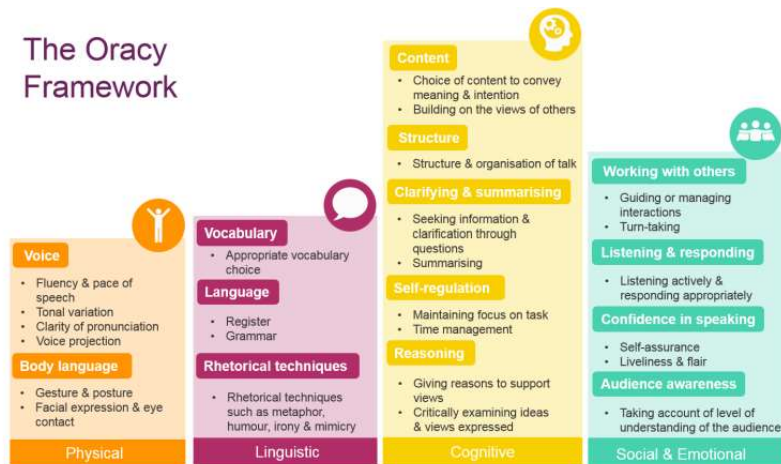 The Oracy
Framework
Voice
• Fluency & pace of
speech
• Tonal variation
• Clarity of pronunciation
• Voice projection
Body language
• Gesture & posture
• Facial expression & eye
contact
Physical
Vocabulary
• Appropriate vocabulary
choice
Language
• Register
• Grammar
Rhetorical techniques
• Rhetorical techniques
such as metaphor,
humour, irony & mimicry
Linguistic
Content
• Choice of content to convey
meaning & intention
• Building on the views of others
Structure
• Structure & organisation of talk
Clarifying & summarising
• Seeking information &
clarification through
questions
• Summarising
Self-regulation
• Maintaining focus on task
• Time management
Reasoning
• Giving reasons to support
views
• Critically examining ideas
& views expressed
Cognitive
Working with others
• Guiding or managing
interactions
• Turn-taking
Listening & responding
• Listening actively &
responding appropriately
Confidence in speaking
• Self-assurance
• Liveliness & flair
Audience awareness
• Taking account of level of
understanding of the audience
Social & Emotional